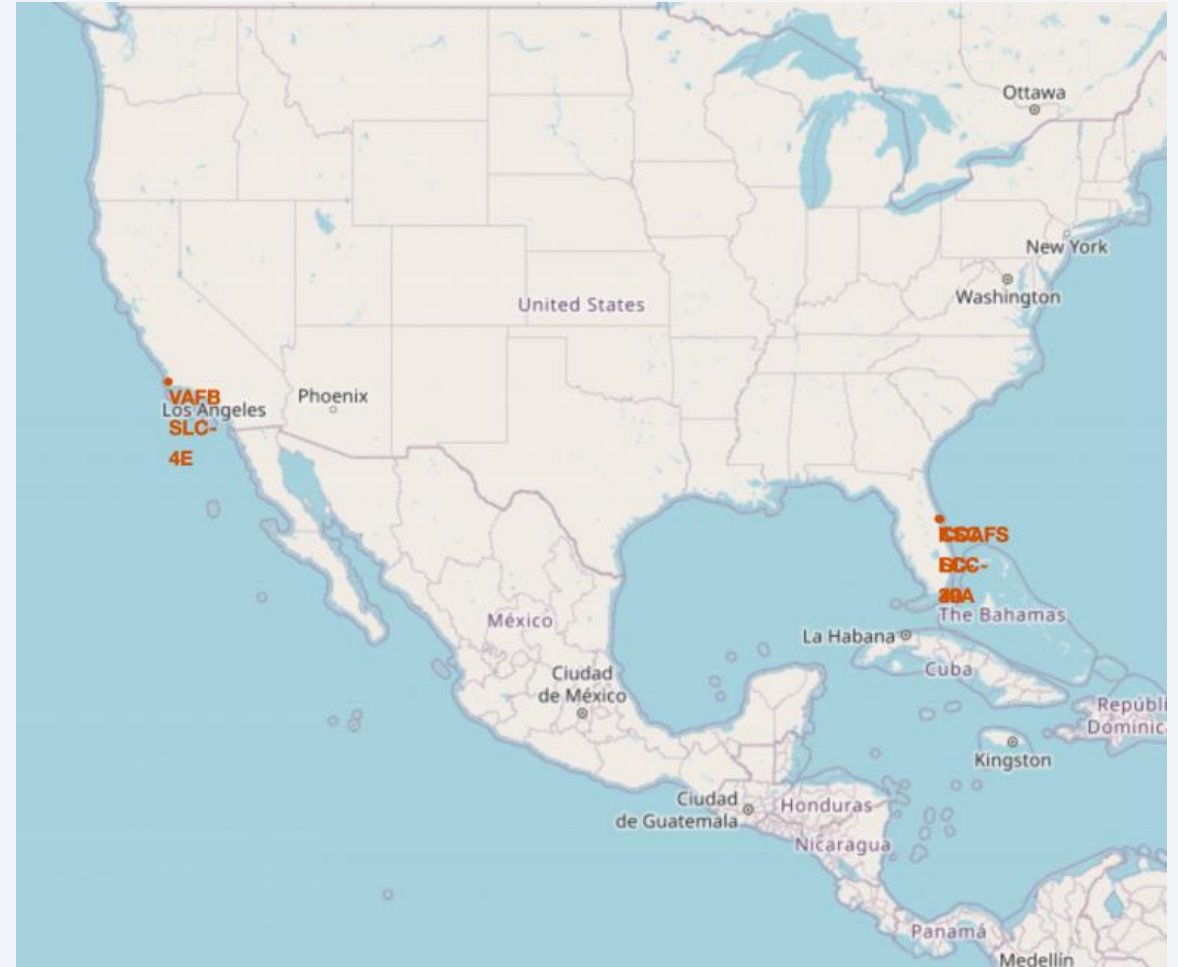 Ottawa
New York
Washington
United States
VAFB
Los Angeles
SLC-
4E
Phoenix
México
Ciudad
de México
La Habana
The Bahamas
Cuba
Repúbli
Dominic
Kingston
Ciudad
de Guatemala
Honduras
Nicaragua
Panamá
Medellín